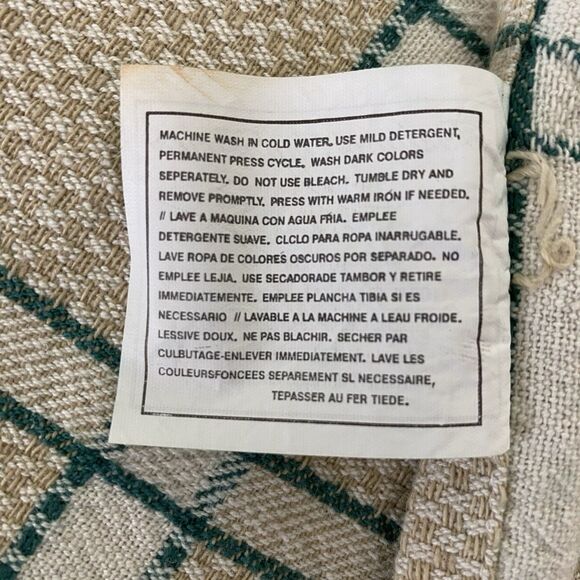 MACHINE WASH IN COLD WATER. USE MILD DETERGENT,
PERMANENT PRESS CYCLE. WASH DARK COLORS
SEPERATELY. DO NOT USE BLEACH. TUMBLE DRY AND
REMOVE PROMPTLY. PRESS WITH WARM IRON IF NEEDED.
// LAVE A MAQUINA CON AGUA FRIA. EMPLEE
DETERGENTE SUAVE. CLCLO PARA ROPA INARRUGABLE.
LAVE ROPA DE COLORES OSCUROS POR SEPARADO. NO
EMPLEE LEJIA. USE SECADORADE TAMBOR Y RETIRE
IMMEDIATEMENTE. EMPLEE PLANCHA TIBIA SI ES
NECESSARIO // LAVABLE A LA MACHINE A LEAU FROIDE.
LESSIVE DOUX. NE PAS BLACHIR. SECHER PAR
CULBUTAGE-ENLEVER IMMEDIATEMENT. LAVE LES
COULEURSFONCEES SEPAREMENT SL NECESSAIRE,
TEPASSER AU FER TIEDE.